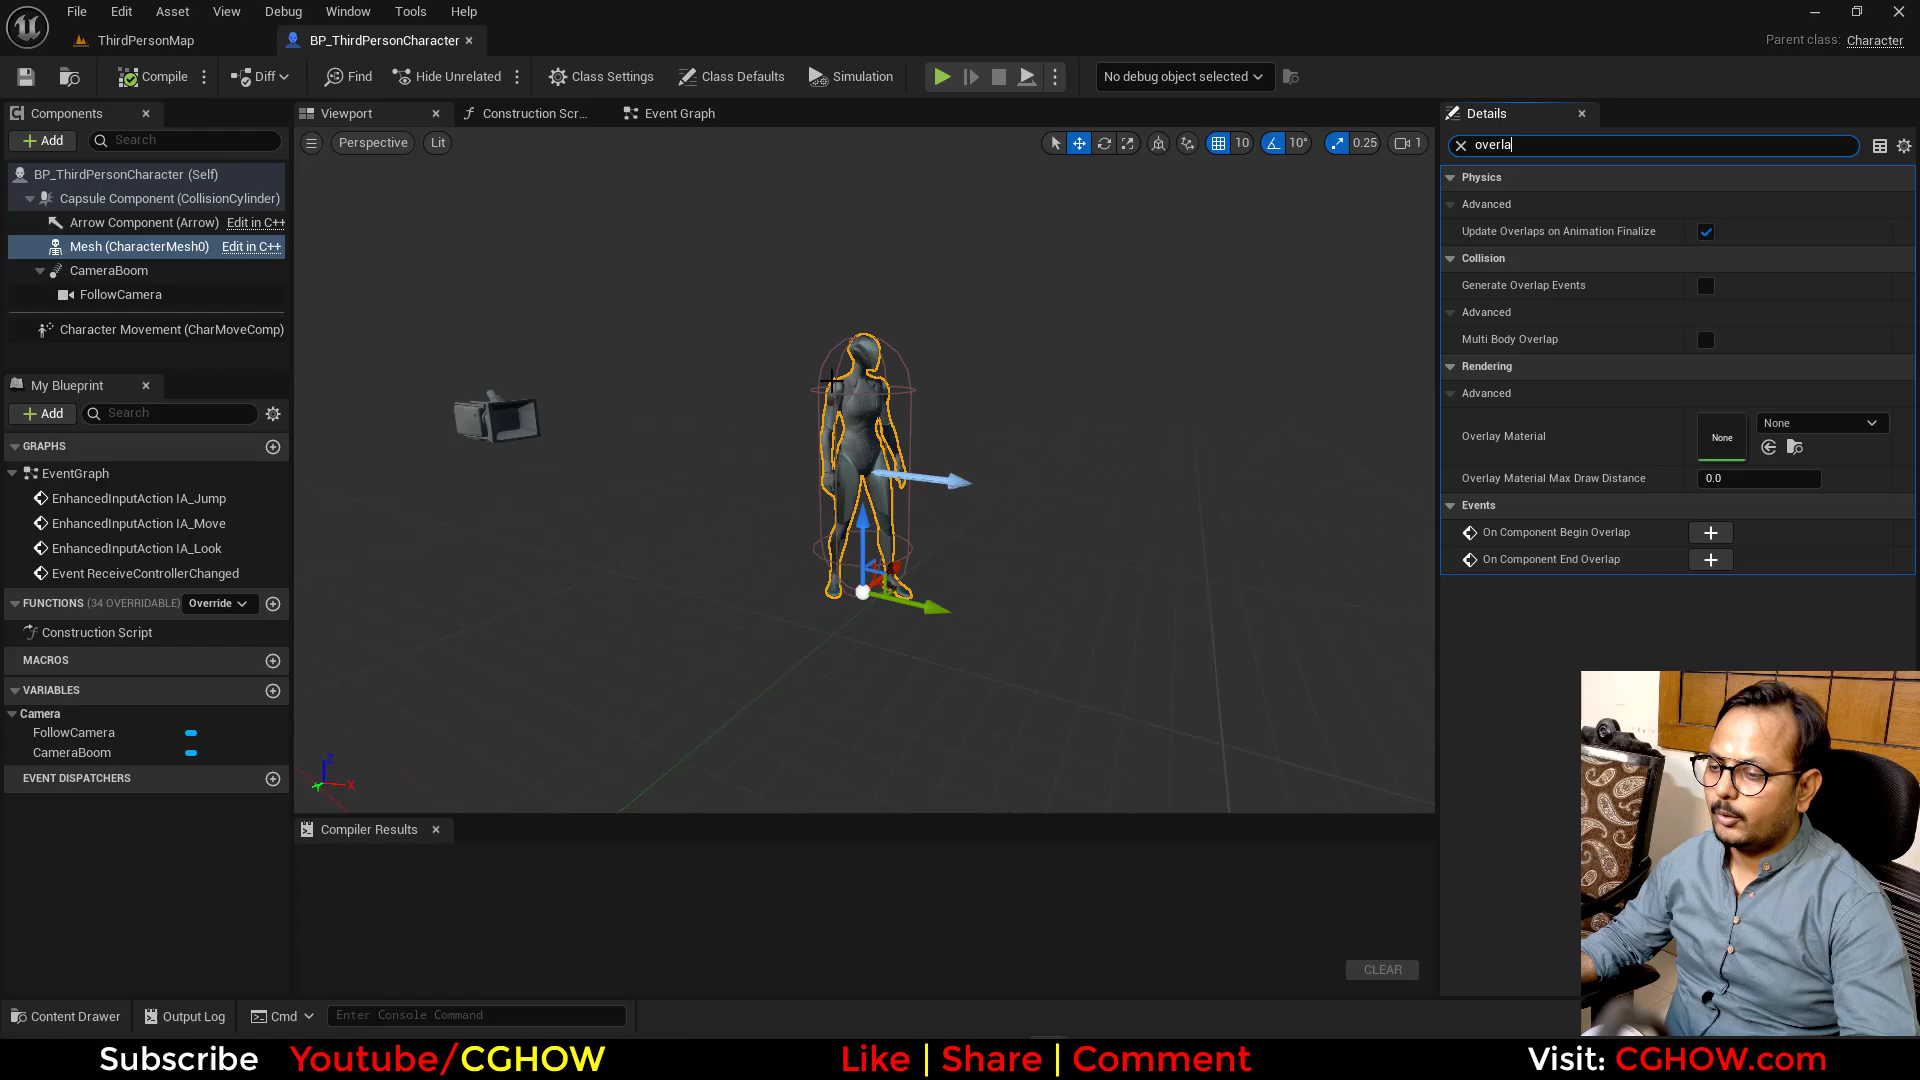 File Edit Asset View Debug Window Tools Help
ThirdPersonMap
BP_ThirdPersonCharacter
Parent class: Character
Compile
Diff
Find
Hide Unrelated
Class Settings
Class Defaults
Simulation
No debug object selected
Components
Add
Search
BP_ThirdPersonCharacter (Self)
Capsule Component (CollisionCylinder)
Arrow Component (Arrow) Edit in C++
Mesh (CharacterMesh0) Edit in C++
CameraBoom
FollowCamera
Character Movement (CharMoveComp)
My Blueprint
Add
Search
GRAPHS
EventGraph
EnhancedInputAction IA_Jump
EnhancedInputAction IA_Move
EnhancedInputAction IA_Look
Event ReceiveControllerChanged
FUNCTIONS (34 OVERRIDABLE) Override
Construction Script
MACROS
VARIABLES
Camera
FollowCamera
CameraBoom
EVENT DISPATCHERS
Viewport
Construction Scr...
Event Graph
Perspective
Lit
10
10°
0.25
1
Z
X
Compiler Results
CLEAR
Details
overla
Physics
Advanced
Update Overlaps on Animation Finalize
Collision
Generate Overlap Events
Advanced
Multi Body Overlap
Rendering
Advanced
Overlay Material
None
None
Overlay Material Max Draw Distance
0.0
Events
On Component Begin Overlap
On Component End Overlap
Content Drawer
Output Log
Cmd
Enter Console Command
Subscribe Youtube/CGHOW
Like | Share | Comment
Visit: CGHOW.com